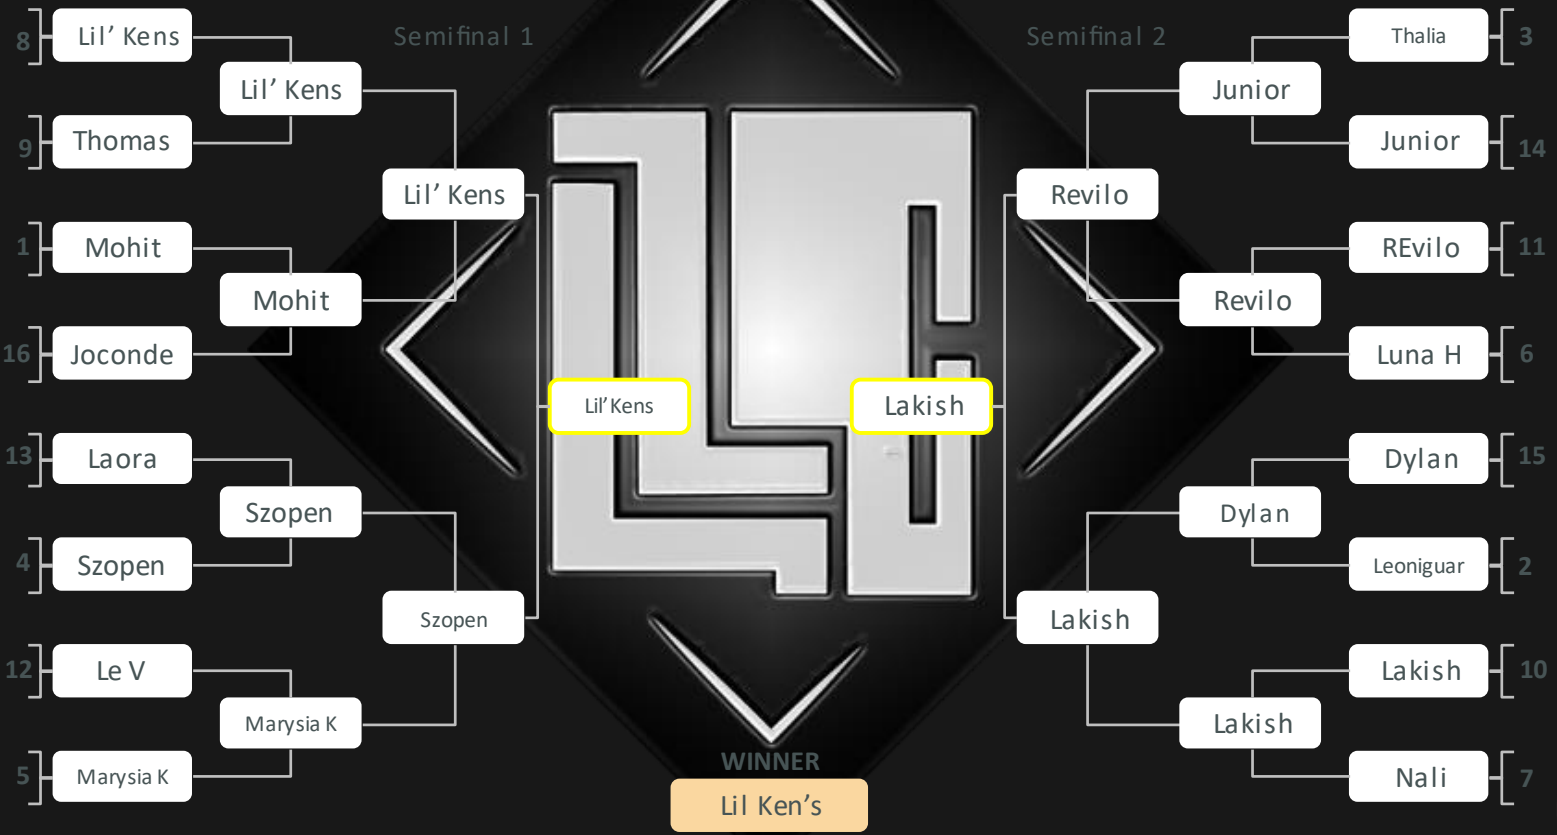 8
Lil’ Kens
Lil’ Kens
9
Thomas
Lil’ Kens
1
Mohit
Mohit
16
Joconde
Semifinal 1
Lil’Kens
13
Laora
Szopen
4
Szopen
Szopen
12
Le V
Marysia K
5
Marysia K
Semifinal 2
Thalia
3
Junior
Junior
14
Revilo
REvilo
11
Revilo
Luna H
6
Lakish
Dylan
15
Dylan
Leoniguar
2
Lakish
Lakish
10
Lakish
Nali
7
WINNER
Lil Ken’s